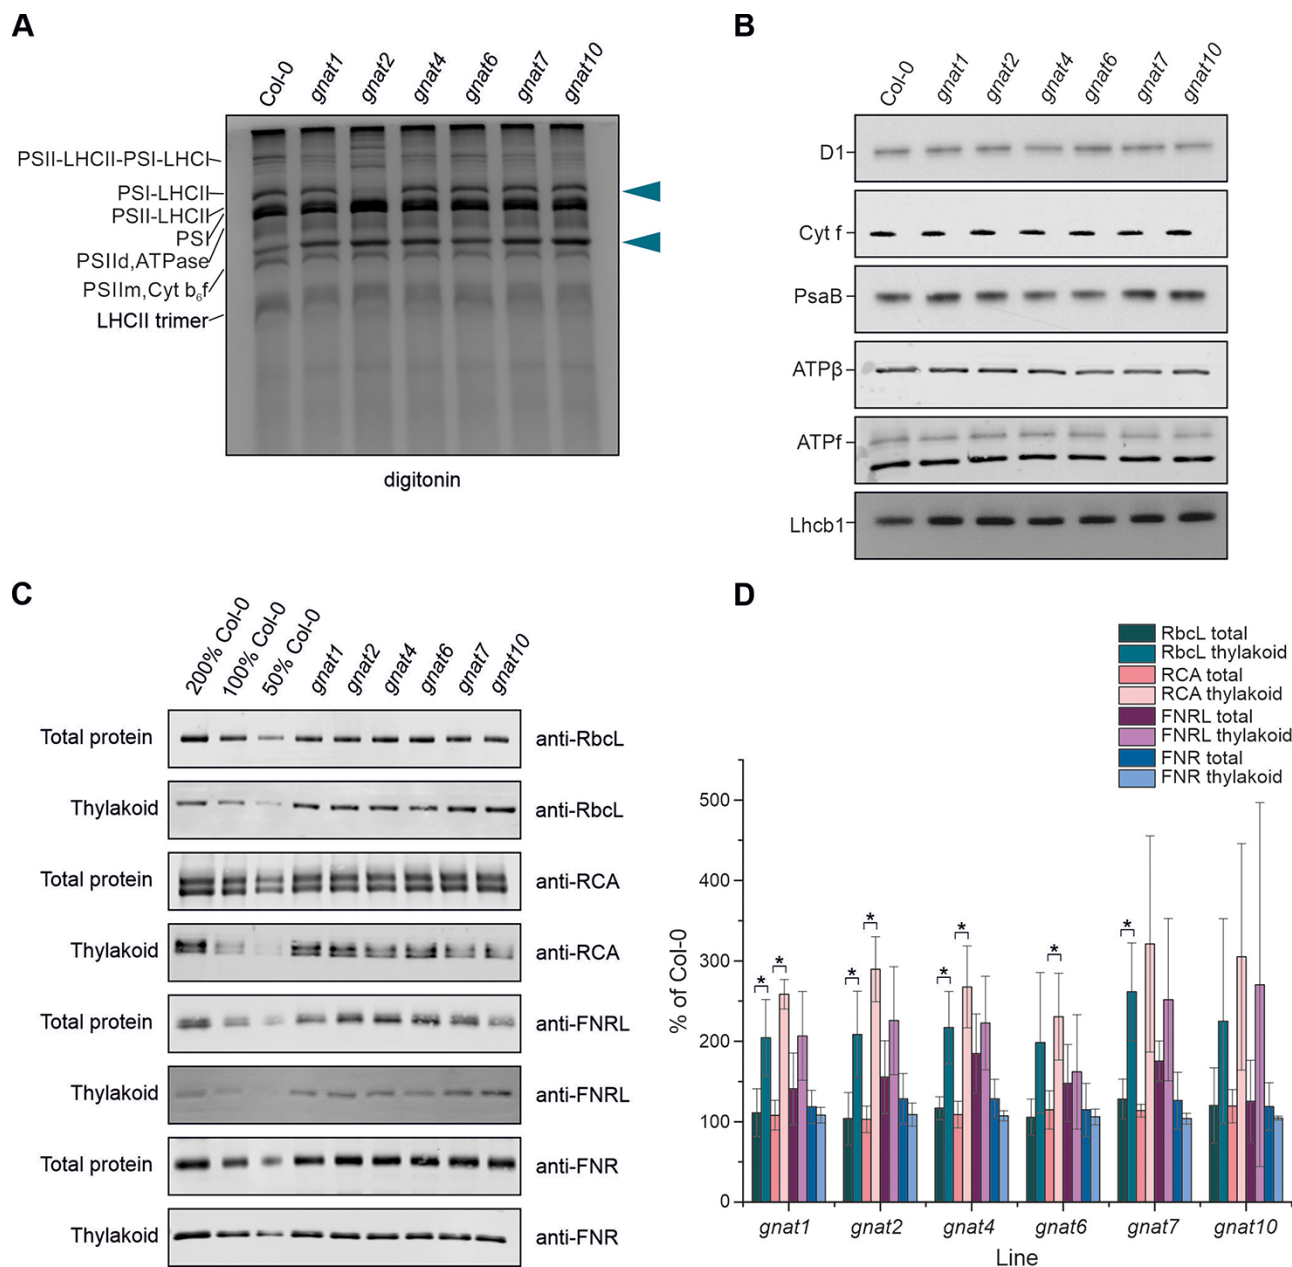 A
Col-0
gnat1
gnat2
gnat4
gnat6
gnat7
gnat10
PSII-LHCII-PSI-LHCI
PSI-LHCII
PSII-LHCII
PSI
PSIId,ATPase
PSIIm,Cyt b6f
LHCII trimer
digitonin
B
Col-0
gnat1
gnat2
gnat4
gnat6
gnat7
gnat10
D1
Cyt f
PsaB
ATPβ
ATPf
Lhcb1
C
200% Col-0
100% Col-0
50% Col-0
gnat1
gnat2
gnat4
gnat6
gnat7
gnat10
Total protein anti-RbcL
Thylakoid anti-RbcL
Total protein anti-RCA
Thylakoid anti-RCA
Total protein anti-FNRL
Thylakoid anti-FNRL
Total protein anti-FNR
Thylakoid anti-FNR
D
RbcL total
RbcL thylakoid
RCA total
RCA thylakoid
FNRL total
FNRL thylakoid
FNR total
FNR thylakoid
% of Col-0
500
400
300
200
100
0
* * * * * * * *
gnat1 gnat2 gnat4 gnat6 gnat7 gnat10
Line